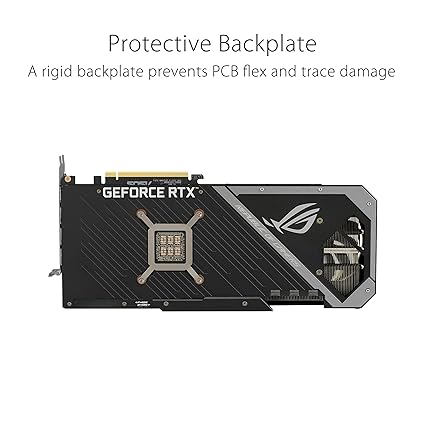 Protective Backplate
A rigid backplate prevents PCB flex and trace damage
GEFORCE RTX